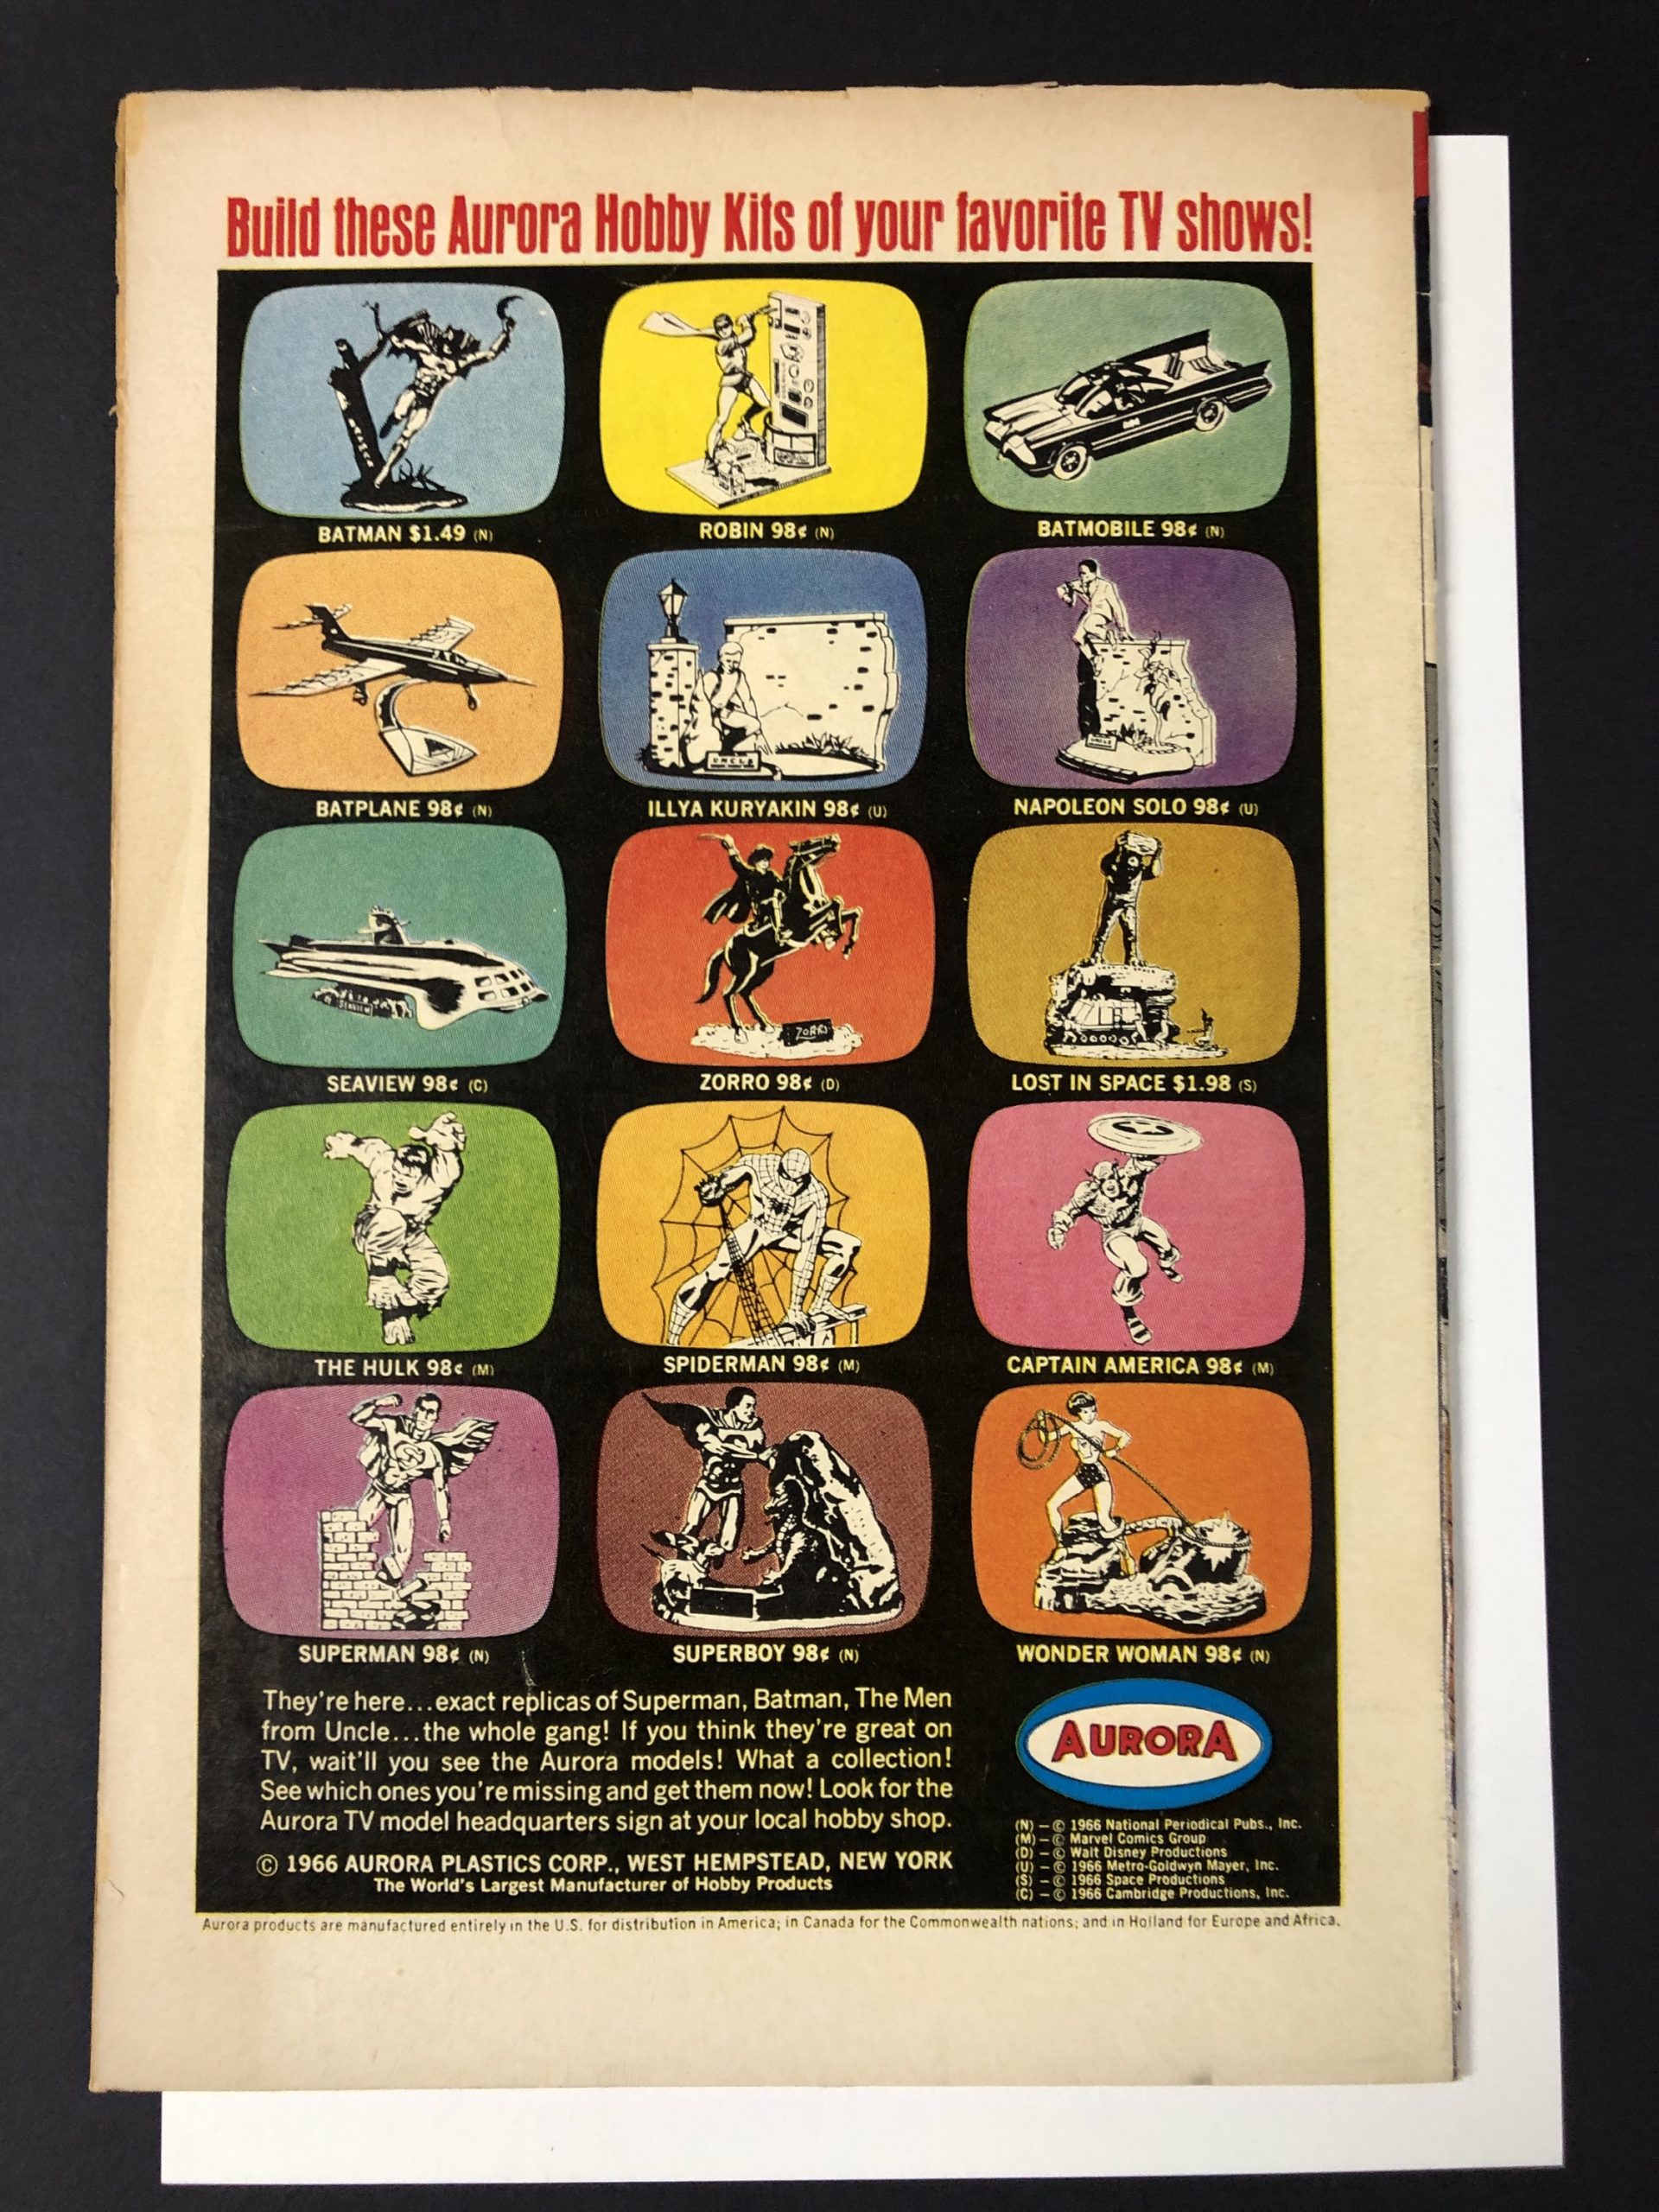 Build these Aurora Hobby Kits of your favorite TV shows!
BATMAN $1.49 (N)
ROBIN 98¢ (N)
BATMOBILE 98¢ (N)
UNCLE
UNCLE
BATPLANE 98¢ (N)
ILLYA KURYAKIN 98¢ (U)
NAPOLEON SOLO 98¢ (U)
SEAVIEW
ZORRO
SEAVIEW 98¢ (C)
ZORRO 98¢ (D)
LOST IN SPACE $1.98 (S)
THE HULK 98¢ (M)
SPIDERMAN 98¢ (M)
CAPTAIN AMERICA 98¢ (M)
S
SUPERMAN 98¢ (N)
SUPERBOY 98¢ (N)
WONDER WOMAN 98¢ (N)
They're here...exact replicas of Superman, Batman, The Men
from Uncle...the whole gang! If you think they're great on
TV, wait'll you see the Aurora models! What a collection!
See which ones you're missing and get them now! Look for the
Aurora TV model headquarters sign at your local hobby shop.
© 1966 AURORA PLASTICS CORP., WEST HEMPSTEAD, NEW YORK
The World's Largest Manufacturer of Hobby Products
AURORA
(N) – © 1966 National Periodical Pubs., Inc.
(M) – © Marvel Comics Group
(D) – © Walt Disney Productions
(U) – © 1966 Metro-Goldwyn Mayer, Inc.
(S) – © 1966 Space Productions
(C) – © 1966 Cambridge Productions, Inc.
Aurora products are manufactured entirely in the U.S. for distribution in America; in Canada for the Commonwealth nations; and in Holland for Europe and Africa.